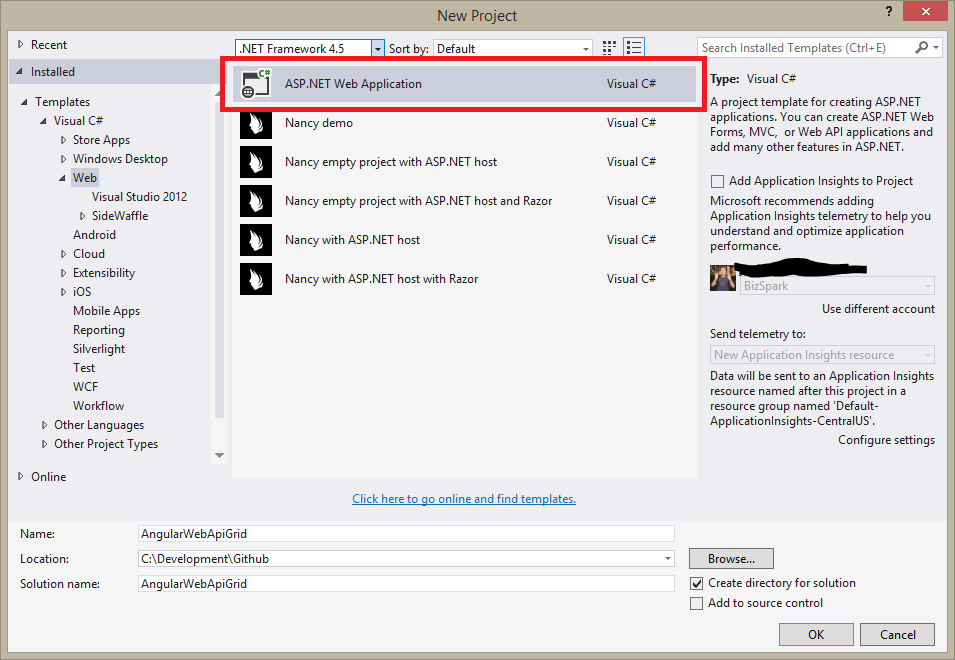 New Project
?
Recent
Installed
Templates
Visual C#
Store Apps
Windows Desktop
Web
Visual Studio 2012
SideWaffle
Android
Cloud
Extensibility
iOS
Mobile Apps
Reporting
Silverlight
Test
WCF
Workflow
Other Languages
Other Project Types
Online
.NET Framework 4.5 Sort by: Default
ASP.NET Web Application Visual C#
Nancy demo Visual C#
Nancy empty project with ASP.NET host Visual C#
Nancy empty project with ASP.NET host and Razor Visual C#
Nancy with ASP.NET host Visual C#
Nancy with ASP.NET host with Razor Visual C#
Click here to go online and find templates.
Search Installed Templates (Ctrl+E)
Type: Visual C#
A project template for creating ASP.NET
applications. You can create ASP.NET Web
Forms, MVC, or Web API applications and
add many other features in ASP.NET.
Add Application Insights to Project
Microsoft recommends adding
Application Insights telemetry to help you
understand and optimize application
performance.
BizSpark
Use different account
Send telemetry to:
New Application Insights resource
Data will be sent to an Application Insights
resource named after this project in a
resource group named 'Default-
ApplicationInsights-CentralUS'.
Configure settings
Name: AngularWebApiGrid
Location: C:\Development\Github
Solution name: AngularWebApiGrid
Browse...
Create directory for solution
Add to source control
OK Cancel